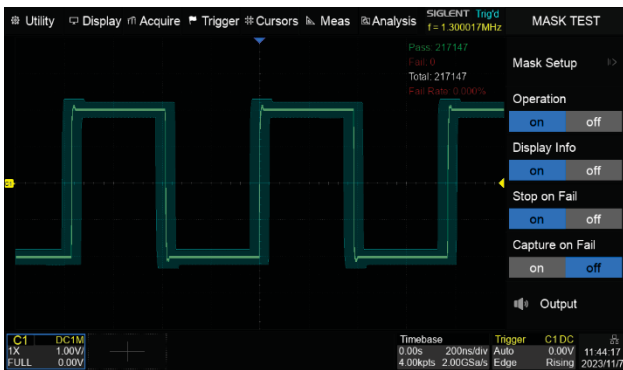 Utility Display Acquire Trigger Cursors Meas Analysis SIGLENT Trig'd
f = 1.300017MHz
MASK TEST
Pass: 217147
Fail: 0
Total: 217147
Fail Rate: 0.000%
Mask Setup
Operation
on off
Display Info
on off
Stop on Fail
on off
Capture on Fail
on off
Output
C1
C1 DC1M
1X 1.00V/
FULL 0.00V
Timebase
0.00s 200ns/div
4.00kpts 2.00GSa/s
Trigger C1 DC
Auto 0.00V
Edge Rising
11:44:17
2023/11/7